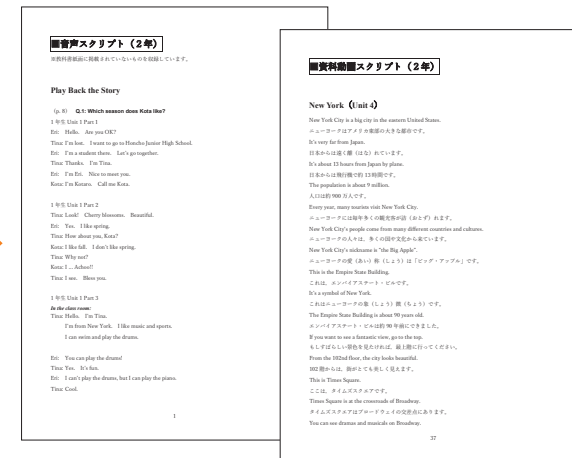 ■音声スクリプト（２年）
※教科書紙面に掲載されていないものを収録しています。
Play Back the Story
(p. 8) Q.1: Which season does Kota like?
1 年生 Unit 1 Part 1
Eri: Hello. Are you OK?
Tina: I'm lost. I want to go to Honcho Junior High School.
Eri: I'm a student there. Let's go together.
Tina: Thanks. I'm Tina.
Eri: I'm Eri. Nice to meet you.
Kota: I'm Kotaro. Call me Kota.
1 年生 Unit 1 Part 2
Tina: Look! Cherry blossoms. Beautiful.
Eri: Yes. I like spring.
Tina: How about you, Kota?
Kota: I like fall. I don't like spring.
Tina: Why not?
Kota: I ... Achoo!!
Tina: I see. Bless you.
1 年生 Unit 1 Part 3
In the class room:
Tina: Hello. I'm Tina.
I'm from New York. I like music and sports.
I can swim and play the drums.
Eri: You can play the drums!
Tina: Yes. It's fun.
Eri: I can't play the drums, but I can play the piano.
Tina: Cool.
1
■資料動画スクリプト（２年）
New York (Unit 4)
New York City is a big city in the eastern United States.
ニューヨークはアメリカ東部の大きな都市です。
It's very far from Japan.
日本からは遠く離（はな）れています。
It's about 13 hours from Japan by plane.
日本からは飛行機で約 13 時間です。
The population is about 9 million.
人口は約 900 万人です。
Every year, many tourists visit New York City.
ニューヨークには毎年多くの観光客が訪（おとず）れます。
New York City's people come from many different countries and cultures.
ニューヨークの人々は、多くの国や文化から来ています。
New York City's nickname is "the Big Apple".
ニューヨークの愛（あい）称（しょう）は「ビッグ・アップル」です。
This is the Empire State Building.
これは、エンパイアステート・ビルです。
It's a symbol of New York.
これはニューヨークの象（しょう）徴（ちょう）です。
The Empire State Building is about 90 years old.
エンパイアステート・ビルは約 90 年前にできました。
If you want to see a fantastic view, go to the top.
もしすばらしい景色を見たければ、最上階に行ってください。
From the 102nd floor, the city looks beautiful.
102 階からは、街がとても美しく見えます。
This is Times Square.
ここは、タイムズスクエアです。
Times Square is at the crossroads of Broadway.
タイムズスクエアはブロードウェイの交差点にあります。
You can see dramas and musicals on Broadway.
37